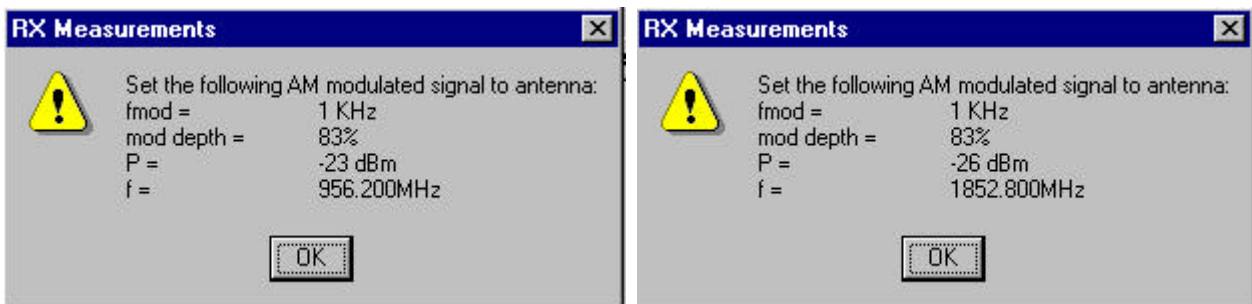 RX Measurements
Set the following AM modulated signal to antenna:
fmod = 1 KHz
mod depth = 83%
P = -23 dBm
f = 956.200MHz
OK
RX Measurements
Set the following AM modulated signal to antenna:
fmod = 1 KHz
mod depth = 83%
P = -26 dBm
f = 1852.800MHz
OK